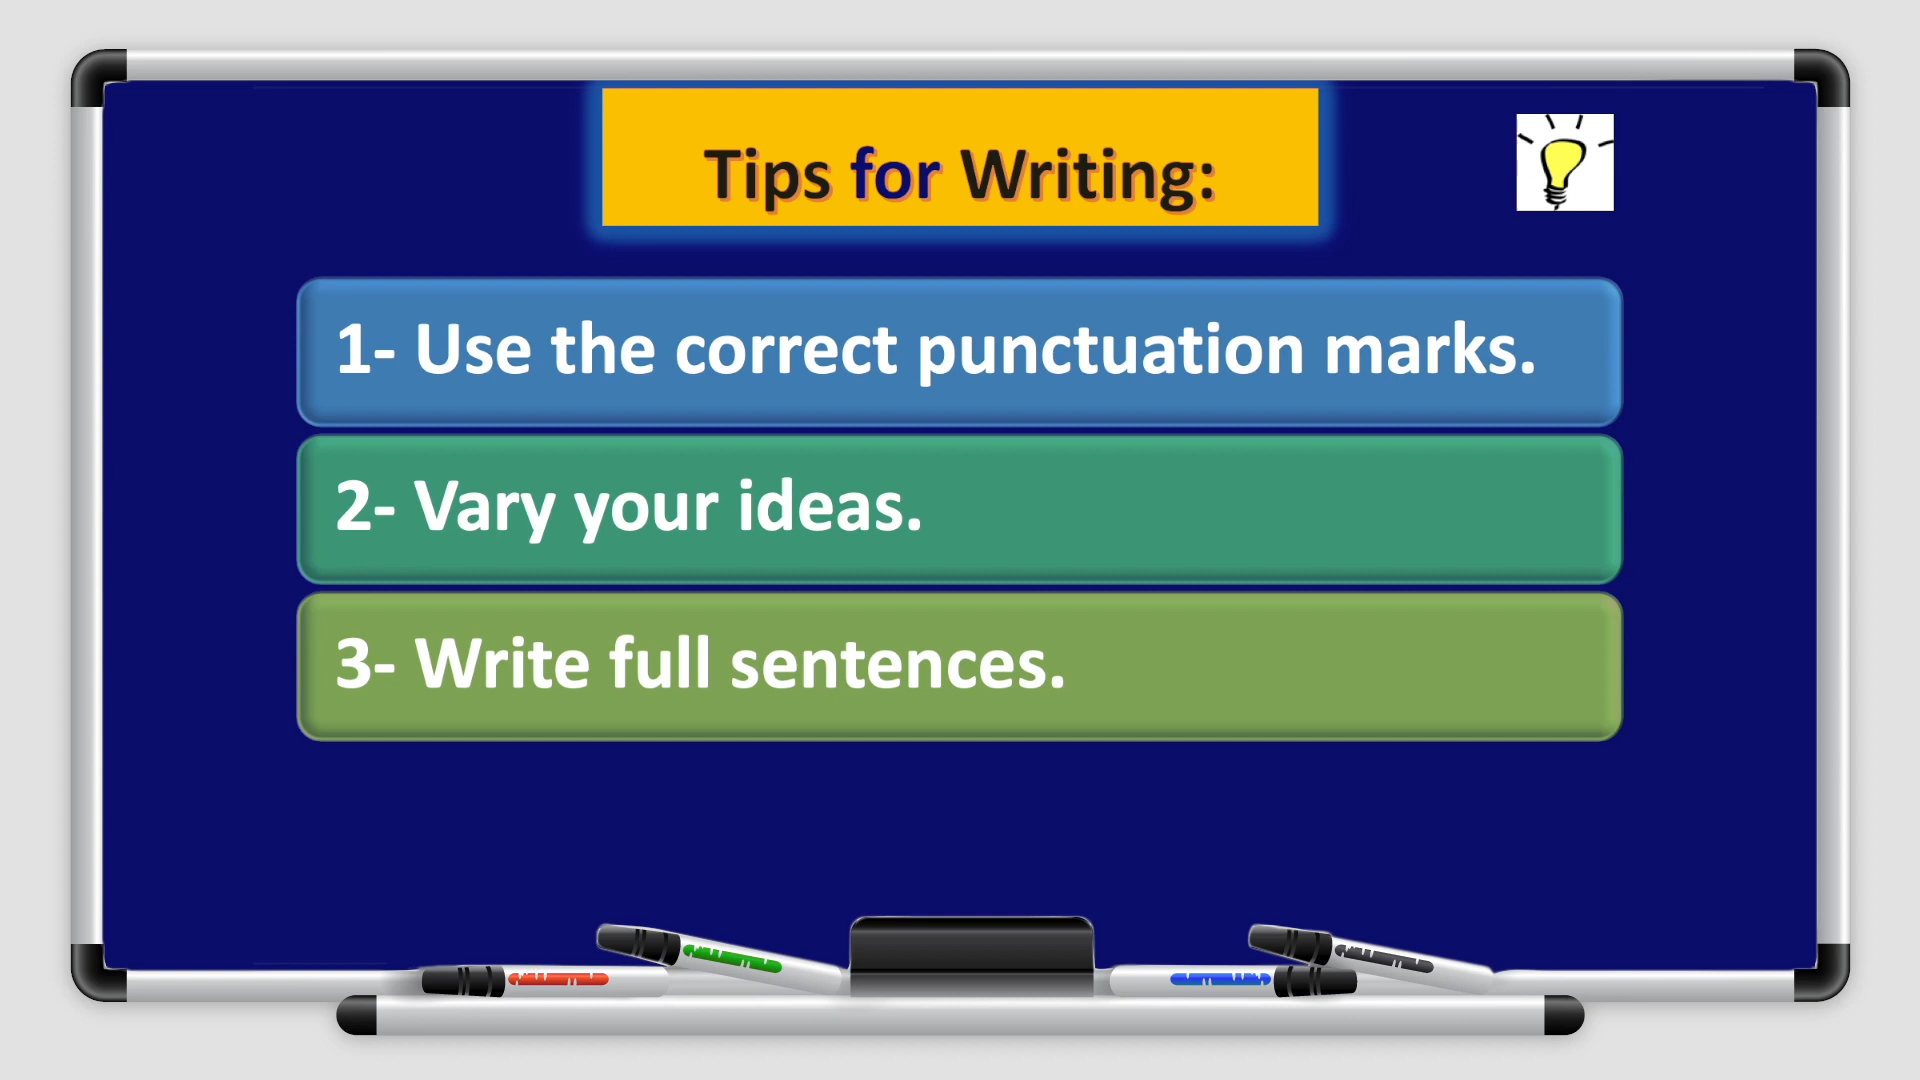 Tips for Writing:
1- Use the correct punctuation marks.
2- Vary your ideas.
3- Write full sentences.